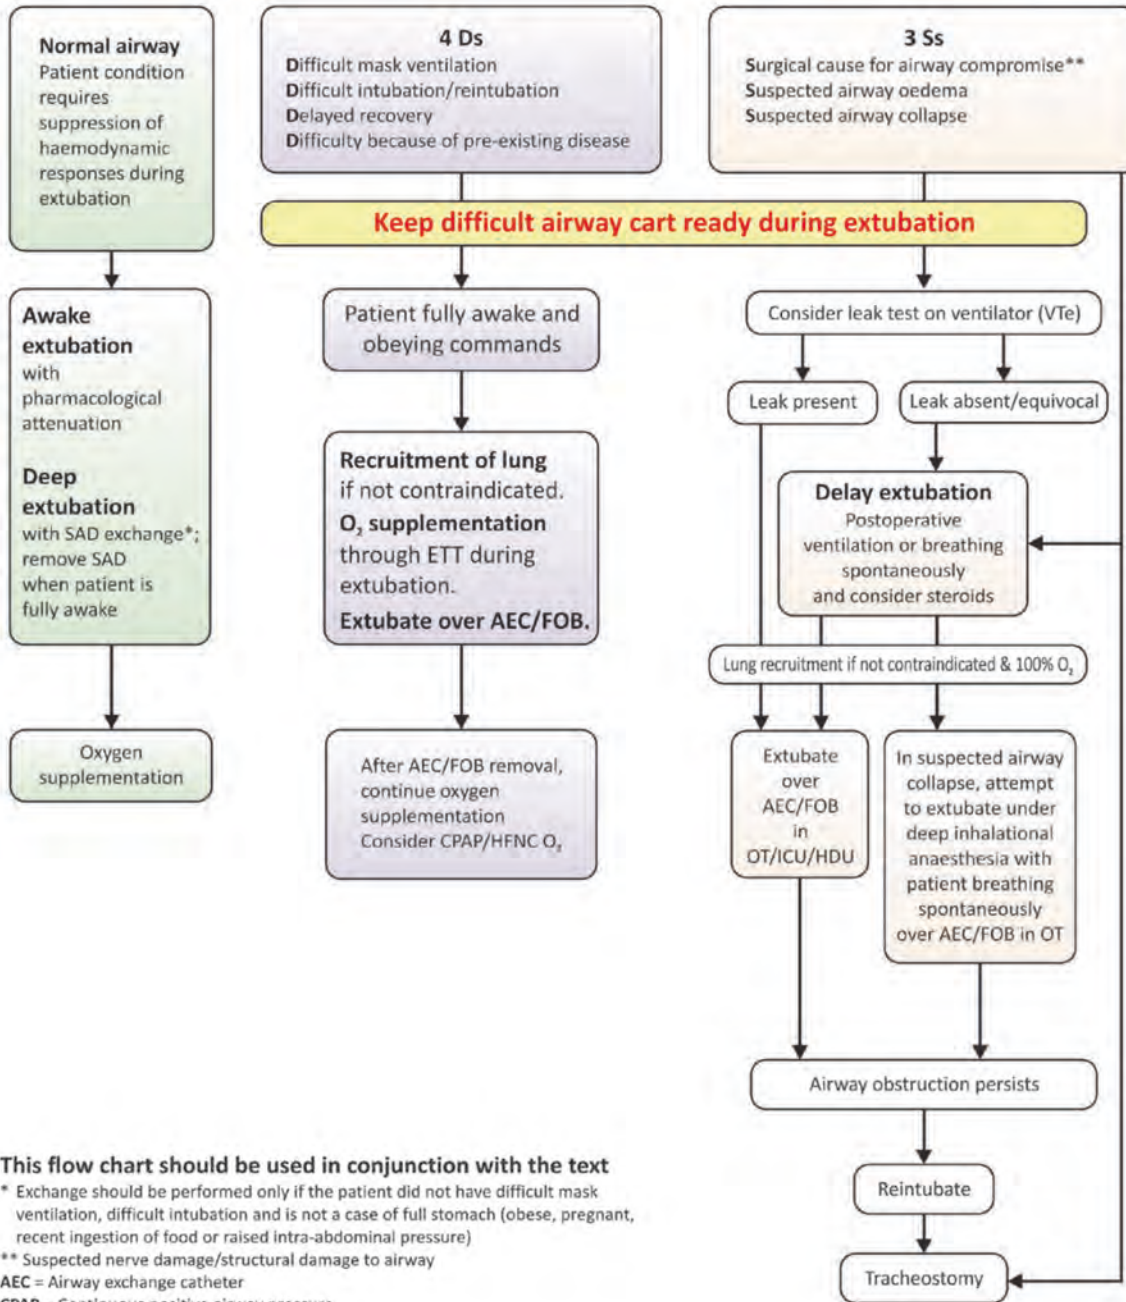 Normal airway
Patient condition
requires
suppression of
haemodynamic
responses during
extubation
4 Ds
Difficult mask ventilation
Difficult intubation/reintubation
Delayed recovery
Difficulty because of pre-existing disease
3 Ss
Surgical cause for airway compromise**
Suspected airway oedema
Suspected airway collapse
Keep difficult airway cart ready during extubation
Awake
extubation
with
pharmacological
attenuation
Deep
extubation
with SAD exchange*;
remove SAD
when patient is
fully awake
Oxygen
supplementation
Patient fully awake and
obeying commands
Recruitment of lung
if not contraindicated.
O₂ supplementation
through ETT during
extubation.
Extubate over AEC/FOB.
After AEC/FOB removal,
continue oxygen
supplementation
Consider CPAP/HFNC O₂
Consider leak test on ventilator (VTe)
Leak present
Leak absent/equivocal
Delay extubation
Postoperative
ventilation or breathing
spontaneously
and consider steroids
Lung recruitment if not contraindicated & 100% O₂
Extubate
over
AEC/FOB
in
OT/ICU/HDU
In suspected airway
collapse, attempt
to extubate under
deep inhalational
anaesthesia with
patient breathing
spontaneously
over AEC/FOB in OT
Airway obstruction persists
Reintubate
Tracheostomy
This flow chart should be used in conjunction with the text
* Exchange should be performed only if the patient did not have difficult mask
ventilation, difficult intubation and is not a case of full stomach (obese, pregnant,
recent ingestion of food or raised intra-abdominal pressure)
** Suspected nerve damage/structural damage to airway
AEC = Airway exchange catheter
CPAP = Continuous positive airway pressure